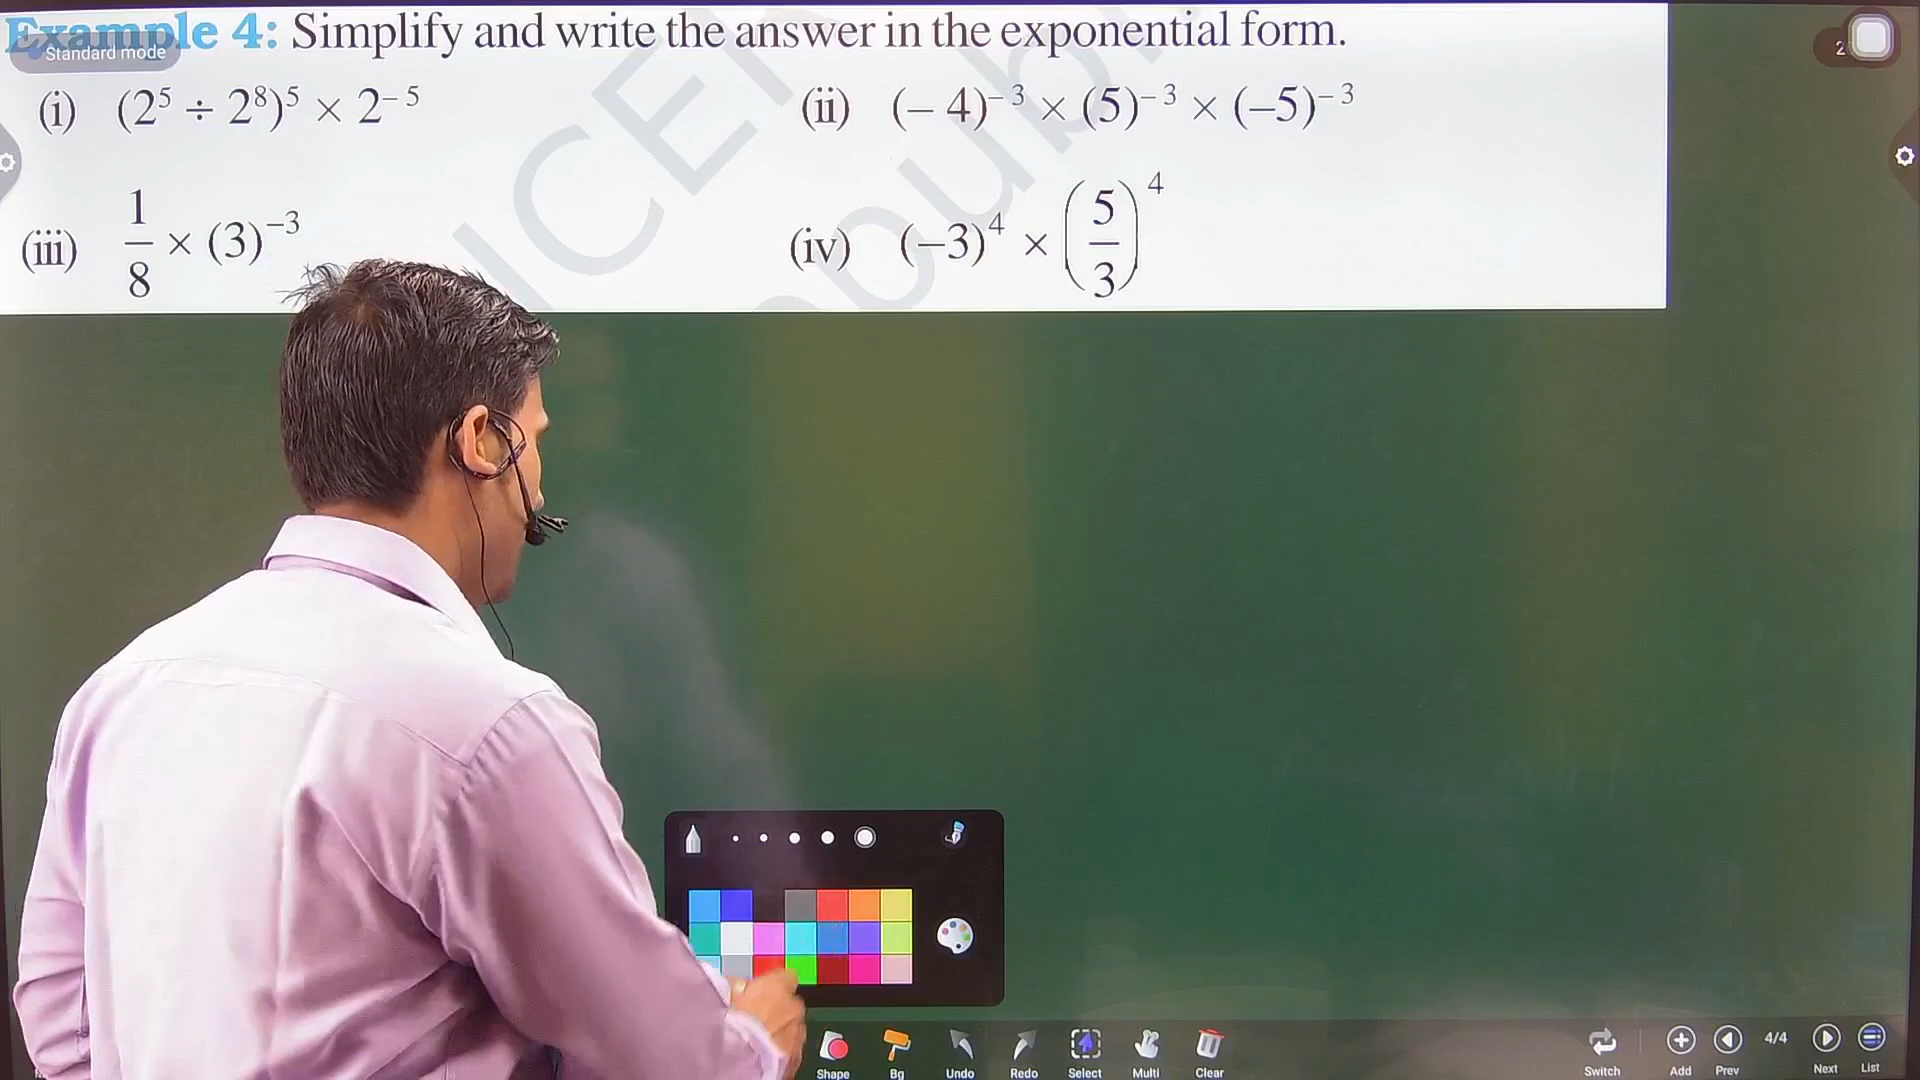 Example 4: Simplify and write the answer in the exponential form.
Standard mode
2
(i) (2⁵ ÷ 2⁸)⁵ × 2⁻⁵ (ii) (– 4)⁻³ × (5)⁻³ × (–5)⁻³
(iii) 1/8 × (3)⁻³ (iv) (–3)⁴ × (5/3)⁴
Shape Bg Undo Redo Select Multi Clear Switch Add Prev 4/4 Next List